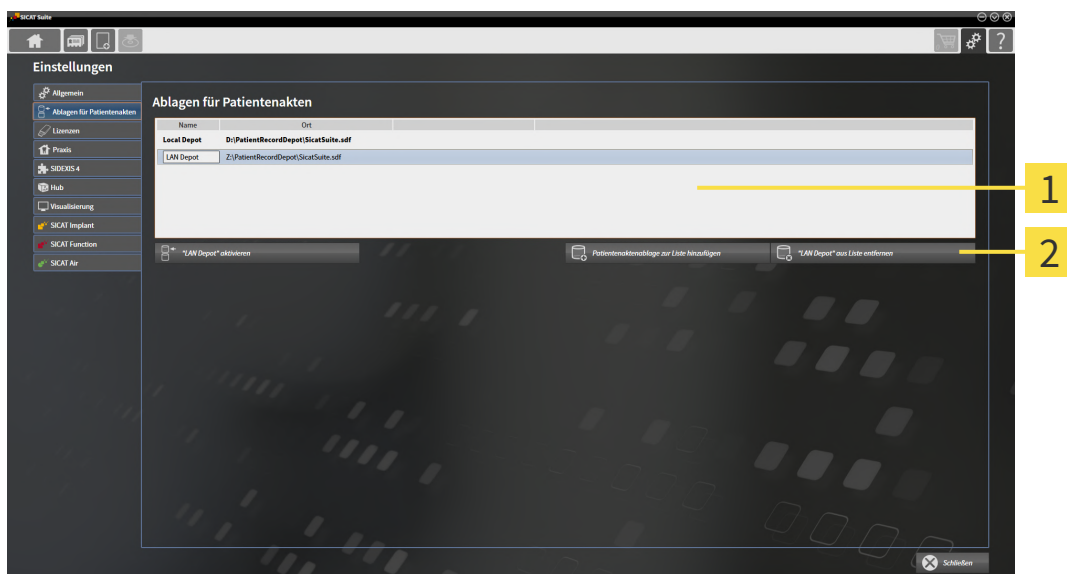 SICAT Suite
?
Einstellungen
Allgemein
Ablagen für Patientenakten
Lizenzen
Praxis
SIDEXIS 4
Hub
Visualisierung
SICAT Implant
SICAT Function
SICAT Air
Ablagen für Patientenakten
Name Ort
Local Depot D:\PatientRecordDepot\SicatSuite.sdf
LAN Depot Z:\PatientRecordDepot\SicatSuite.sdf
"LAN Depot" aktivieren
Patientenaktenablage zur Liste hinzufügen
"LAN Depot" aus Liste entfernen
Schließen
1
2